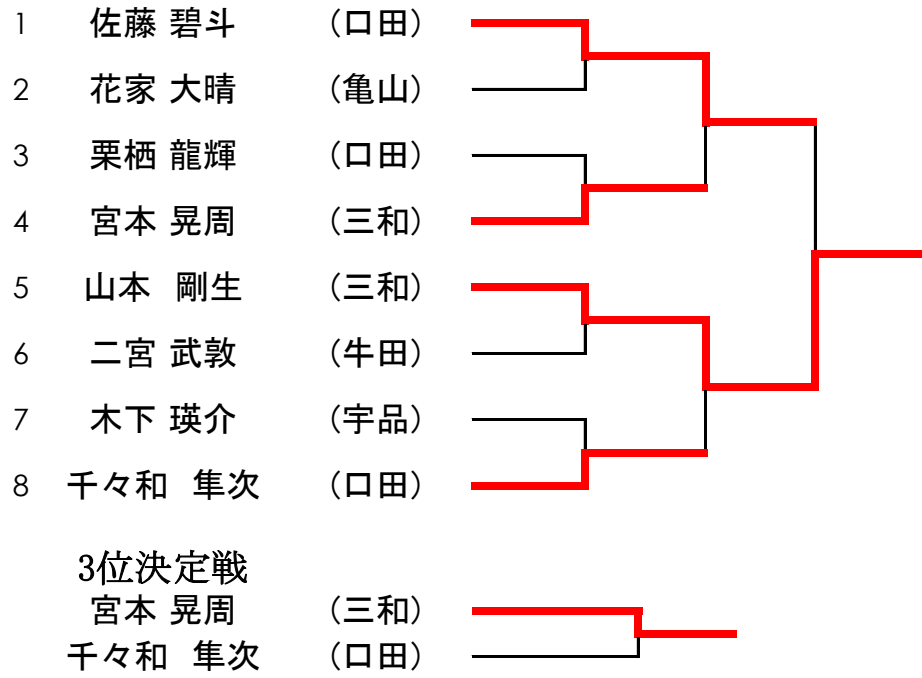 1 佐藤 碧斗 (口田)
2 花家 大晴 (亀山)
3 栗栖 龍輝 (口田)
4 宮本 晃周 (三和)
5 山本 剛生 (三和)
6 二宮 武敦 (牛田)
7 木下 瑛介 (宇品)
8 千々和 隼次 (口田)
3位決定戦
宮本 晃周 (三和)
千々和 隼次 (口田)